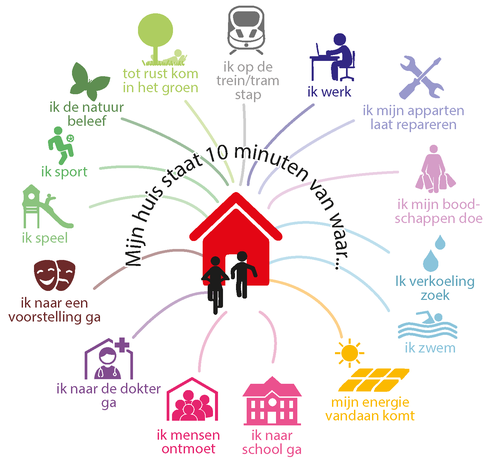 Mijn huis staat 10 minuten van waar...
ik op de
trein/tram
stap
ik werk
ik mijn apparten
laat repareren
ik mijn bood-
schappen doe
Ik verkoeling
zoek
ik zwem
mijn energie
vandaan komt
ik naar
school ga
ik mensen
ontmoet
ik naar de dokter
ga
ik naar een
voorstelling ga
ik speel
ik sport
ik de natuur
beleef
tot rust kom
in het groen